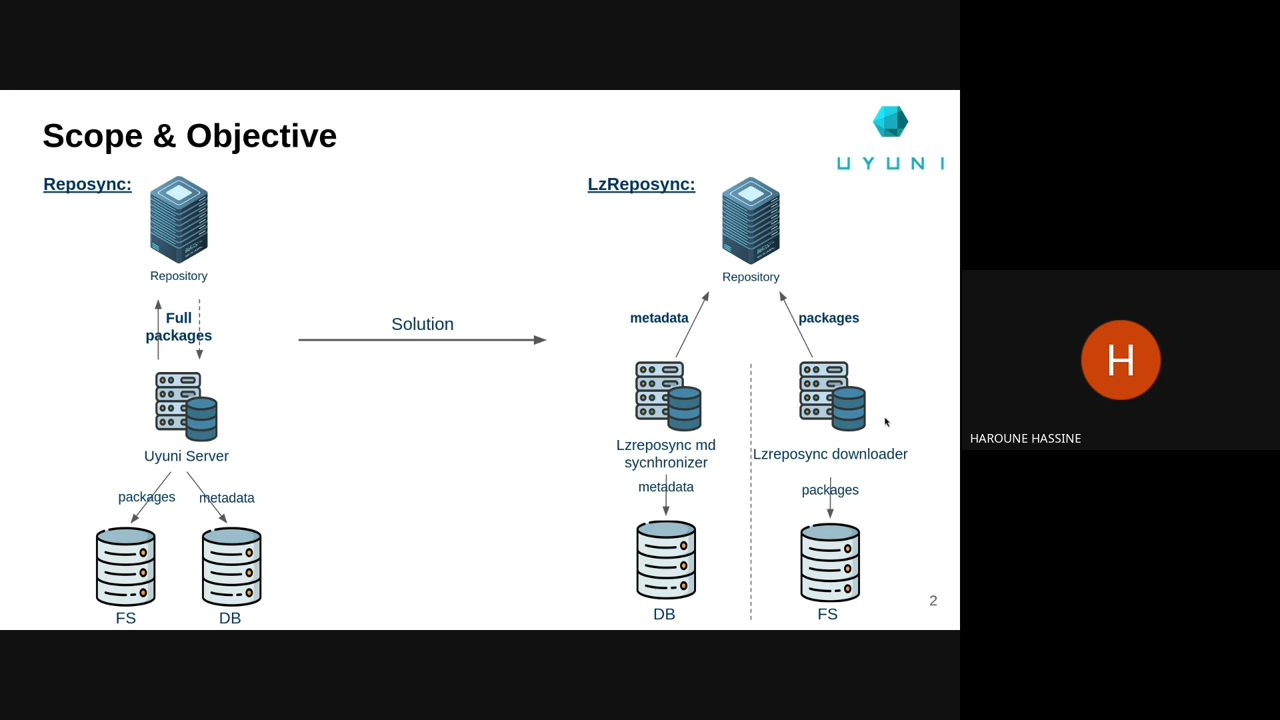 Scope & Objective
UYUNI
Reposync:
Repository
Full
packages
Uyuni Server
packages
metadata
FS
DB
Solution
LzReposync:
Repository
metadata
packages
Lzreposync md
sycnhronizer
Lzreposync downloader
metadata
packages
DB
FS
2
H
HAROUNE HASSINE